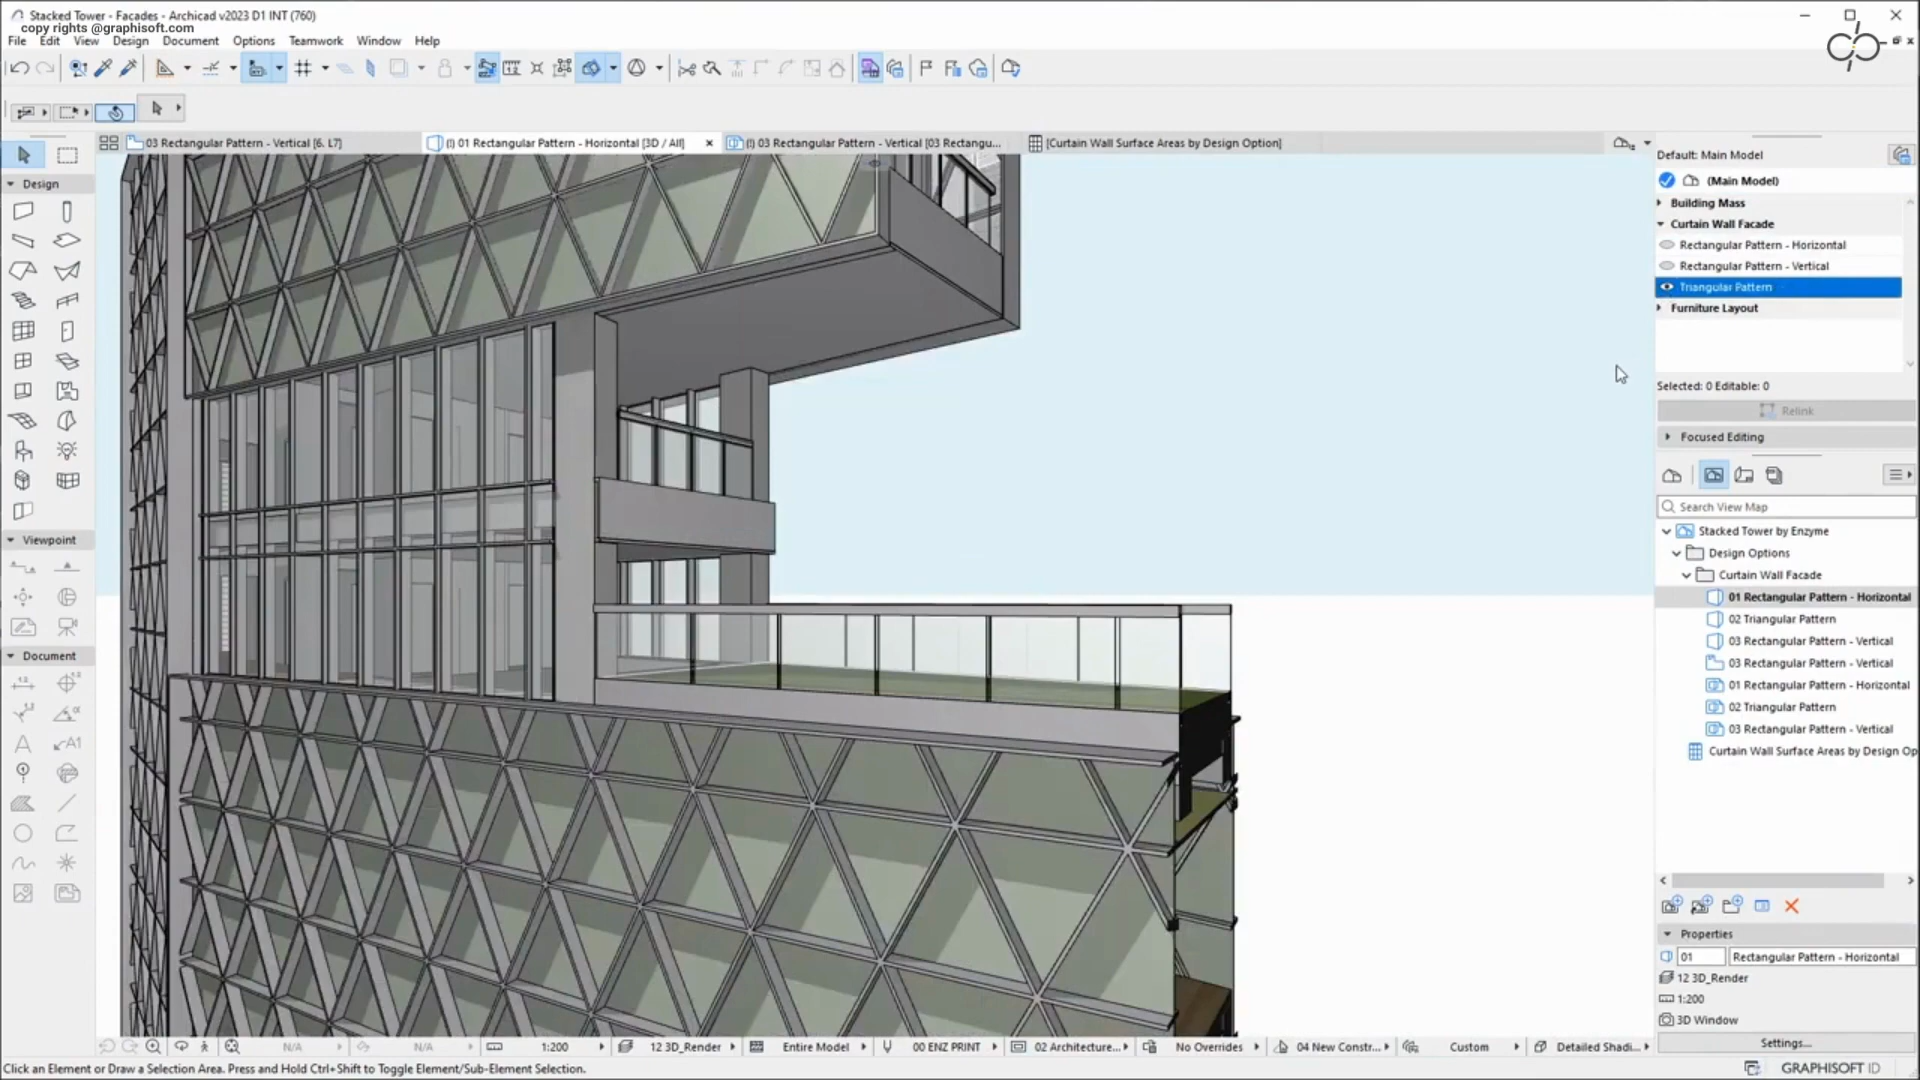 Stacked Tower - Facades - Archicad v2023 D1 INT (760)
copy rights @graphisoft.com
File Edit View Design Document Options Teamwork Window Help
03 Rectangular Pattern - Vertical [6. L7]
(!) 01 Rectangular Pattern - Horizontal [3D / All]
(!) 03 Rectangular Pattern - Vertical [03 Rectangu...
[Curtain Wall Surface Areas by Design Option]
Design
Viewpoint
Document
A
A1
Default: Main Model
(Main Model)
Building Mass
Curtain Wall Facade
Rectangular Pattern - Horizontal
Rectangular Pattern - Vertical
Triangular Pattern
Furniture Layout
Selected: 0 Editable: 0
Relink
Focused Editing
Search View Map
Stacked Tower by Enzyme
Design Options
Curtain Wall Facade
01 Rectangular Pattern - Horizontal
02 Triangular Pattern
03 Rectangular Pattern - Vertical
03 Rectangular Pattern - Vertical
01 Rectangular Pattern - Horizontal
02 Triangular Pattern
03 Rectangular Pattern - Vertical
Curtain Wall Surface Areas by Design Op
Properties
01 Rectangular Pattern - Horizontal
12 3D_Render
1:200
3D Window
Settings...
N/A N/A 1:200 12 3D_Render Entire Model 00 ENZ PRINT 02 Architecture... No Overrides 04 New Constr... Custom Detailed Shadi...
Click an Element or Draw a Selection Area. Press and Hold Ctrl+Shift to Toggle Element/Sub-Element Selection.
GRAPHISOFT ID